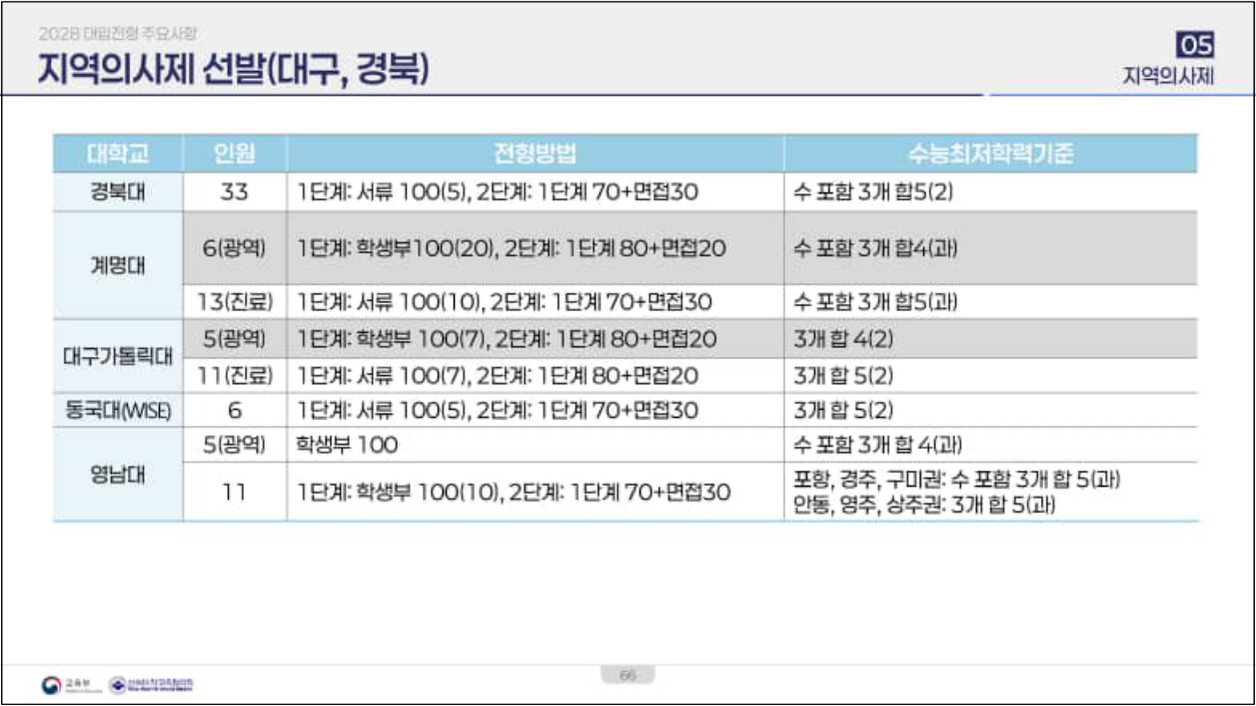 2028 대입전형 주요사항
지역의사제 선발(대구, 경북)
05
지역의사제
대학교 인원 전형방법 수능최저학력기준
경북대 33 1단계: 서류 100(5), 2단계: 1단계 70+면접30 수 포함 3개 합5(2)
계명대 6(광역) 1단계: 학생부100(20), 2단계: 1단계 80+면접20 수 포함 3개 합4(과)
13(진료) 1단계: 서류 100(10), 2단계: 1단계 70+면접30 수 포함 3개 합5(과)
대구가톨릭대 5(광역) 1단계: 학생부 100(7), 2단계: 1단계 80+면접20 3개 합 4(2)
11(진료) 1단계: 서류 100(7), 2단계: 1단계 80+면접20 3개 합 5(2)
동국대(WISE) 6 1단계: 서류 100(5), 2단계: 1단계 70+면접30 3개 합 5(2)
영남대 5(광역) 학생부 100 수 포함 3개 합 4(과)
11 1단계: 학생부 100(10), 2단계: 1단계 70+면접30 포항, 경주, 구미권: 수 포함 3개 합 5(과)
안동, 영주, 상주권: 3개 합 5(과)
66
교육부